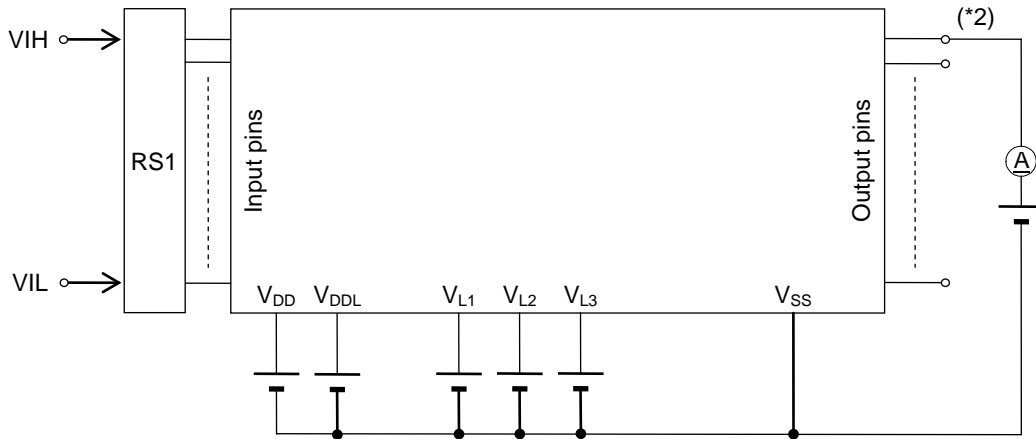 (*2)
VIH
RS1
Input pins
Output pins
A
VIL
VDD
VDDL
VL1
VL2
VL3
VSS